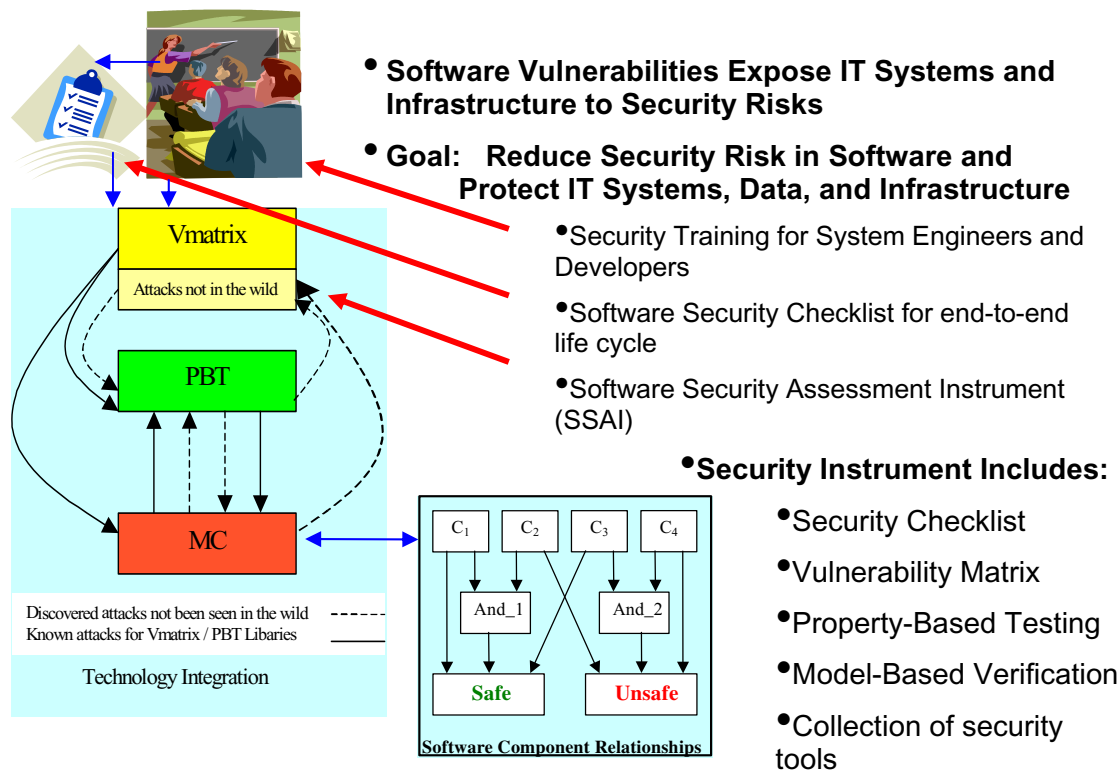 • Software Vulnerabilities Expose IT Systems and
Infrastructure to Security Risks
• Goal: Reduce Security Risk in Software and
Protect IT Systems, Data, and Infrastructure
•Security Training for System Engineers and
Developers
•Software Security Checklist for end-to-end
life cycle
•Software Security Assessment Instrument
(SSAI)
•Security Instrument Includes:
•Security Checklist
•Vulnerability Matrix
•Property-Based Testing
•Model-Based Verification
•Collection of security
tools
Vmatrix
Attacks not in the wild
PBT
MC
Discovered attacks not been seen in the wild
Known attacks for Vmatrix / PBT Libaries
Technology Integration
C1 C2 C3 C4
And_1 And_2
Safe Unsafe
Software Component Relationships